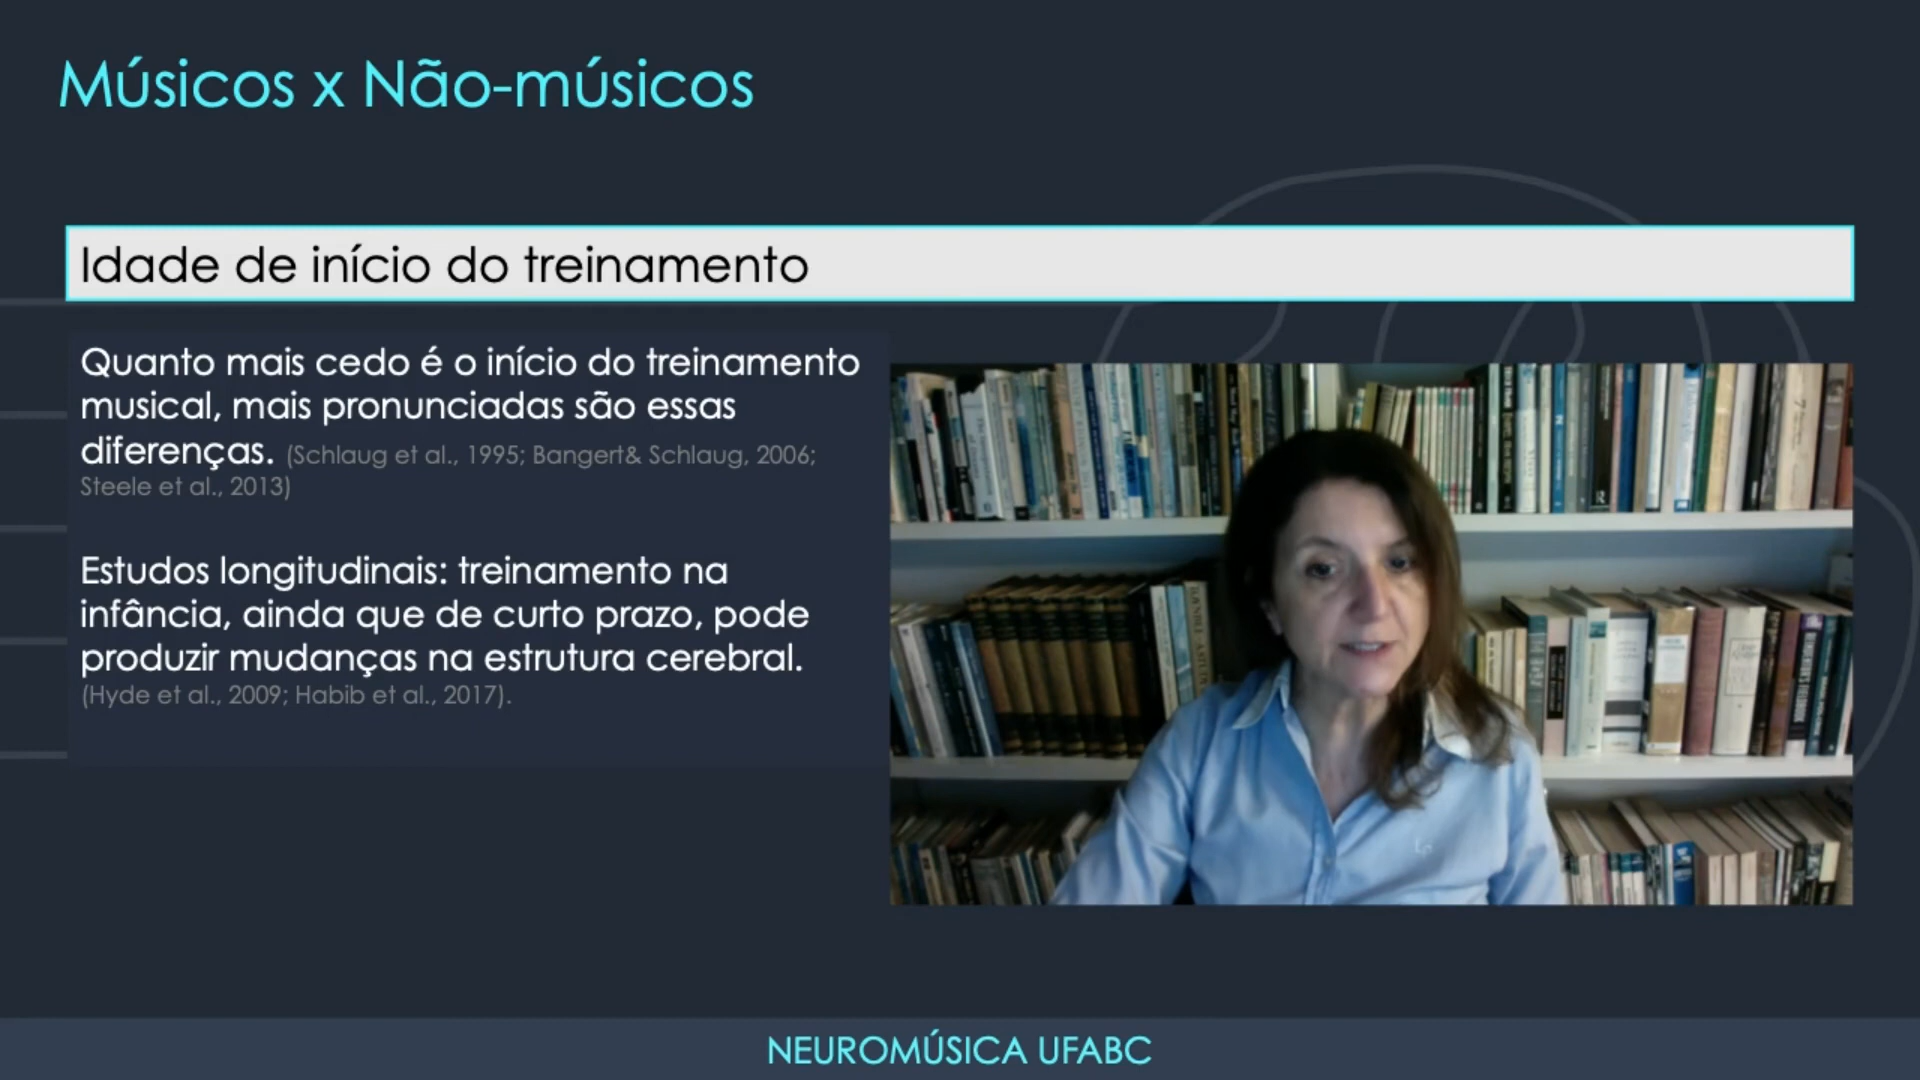 Músicos x Não-músicos
Idade de início do treinamento
Quanto mais cedo é o início do treinamento
musical, mais pronunciadas são essas
diferenças. (Schlaug et al., 1995; Bangert& Schlaug, 2006;
Steele et al., 2013)
Estudos longitudinais: treinamento na
infância, ainda que de curto prazo, pode
produzir mudanças na estrutura cerebral.
(Hyde et al., 2009; Habib et al., 2017).
NEUROMÚSICA UFABC